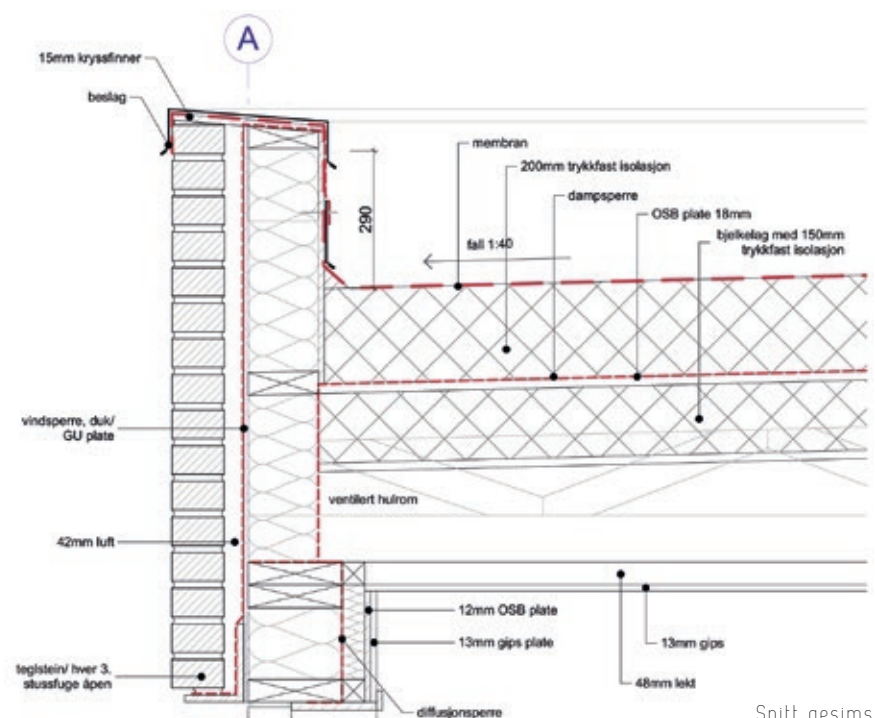 A
15mm kryssfinner
beslag
membran
200mm trykkfast isolasjon
dampsperre
OSB plate 18mm
bjelkelag med 150mm
trykkfast isolasjon
290
fall 1:40
vindsperre, duk/
GU plate
ventilert hulrom
42mm luft
12mm OSB plate
13mm gips plate
13mm gips
48mm lekt
teglstein/ hver 3.
stussfuge åpen
diffusjonsperre
Snitt gesims